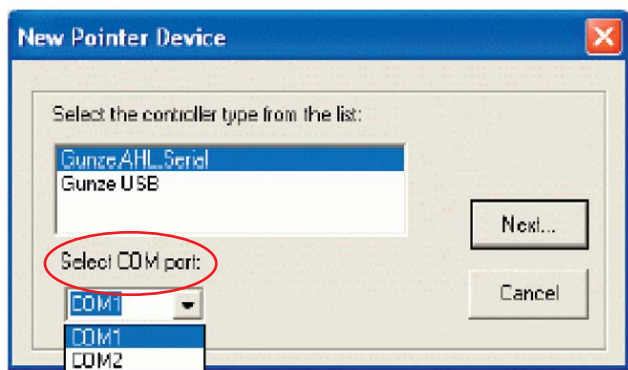 New Pointer Device
Select the controller type from the list:
Gunze AHL Serial
Gunze USB
Next...
Select COM port:
COM1
Cancel
COM1
COM2